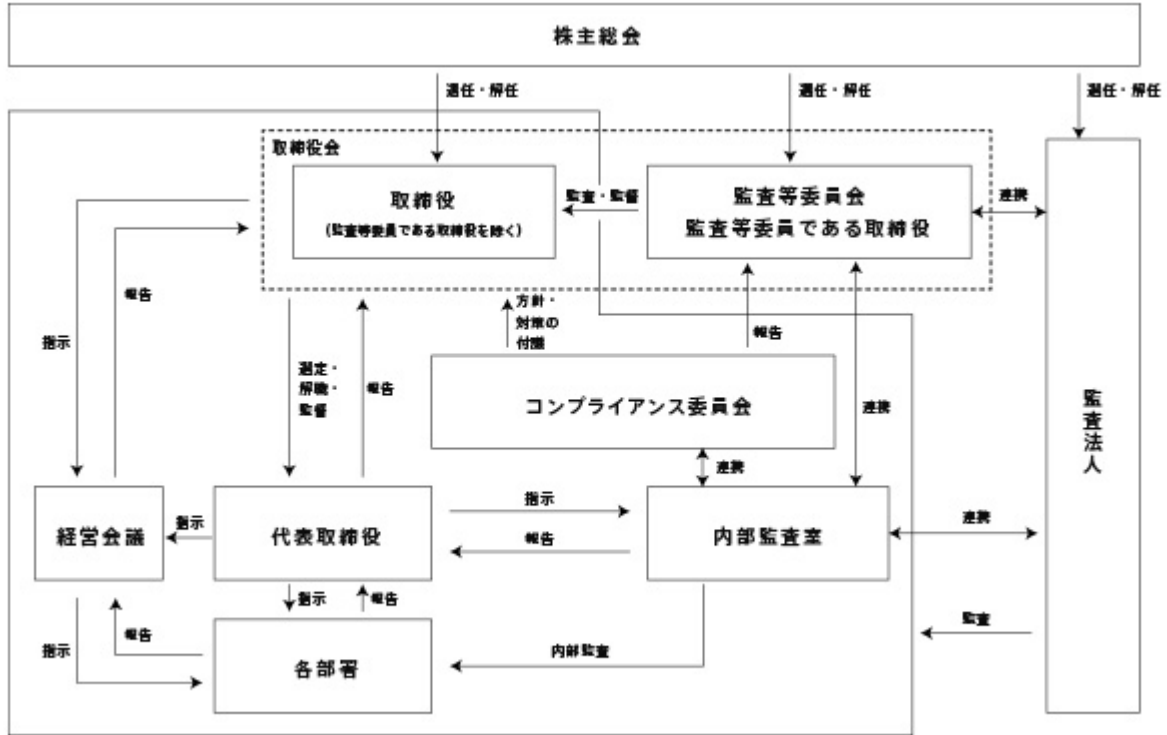 株主総会
選任・解任
選任・解任
選任・解任
取締役会
取締役
(監査等委員である取締役を除く)
監査・監督
監査等委員会
監査等委員である取締役
連携
監査法人
指示
報告
選定・
解職・
監督
報告
方針・
対策の
付議
報告
連携
コンプライアンス委員会
連携
経営会議
指示
代表取締役
指示
報告
内部監査室
連携
指示
報告
監査
指示
報告
各部署
内部監査